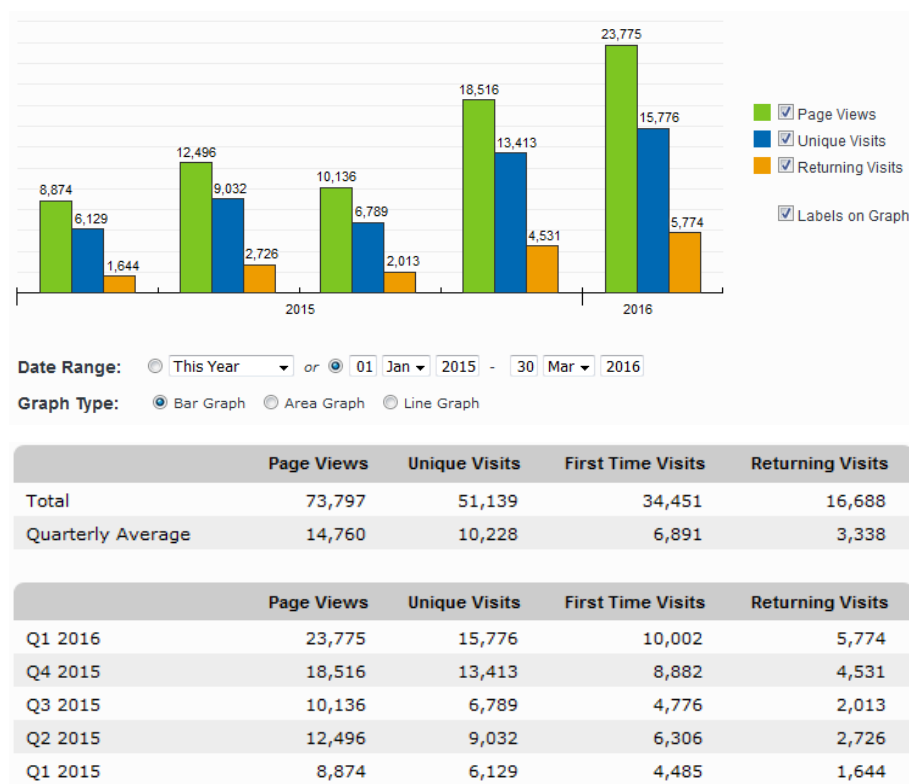 23,775
18,516
15,776
Page Views
13,413
Unique Visits
12,496
10,136
Returning Visits
8,874
9,032
6,129
6,789
5,774
Labels on Graph
4,531
2,726
2,013
1,644
2015 2016
Date Range: This Year or 01 Jan 2015 - 30 Mar 2016
Graph Type: Bar Graph Area Graph Line Graph
Page Views Unique Visits First Time Visits Returning Visits
Total 73,797 51,139 34,451 16,688
Quarterly Average 14,760 10,228 6,891 3,338
Page Views Unique Visits First Time Visits Returning Visits
Q1 2016 23,775 15,776 10,002 5,774
Q4 2015 18,516 13,413 8,882 4,531
Q3 2015 10,136 6,789 4,776 2,013
Q2 2015 12,496 9,032 6,306 2,726
Q1 2015 8,874 6,129 4,485 1,644